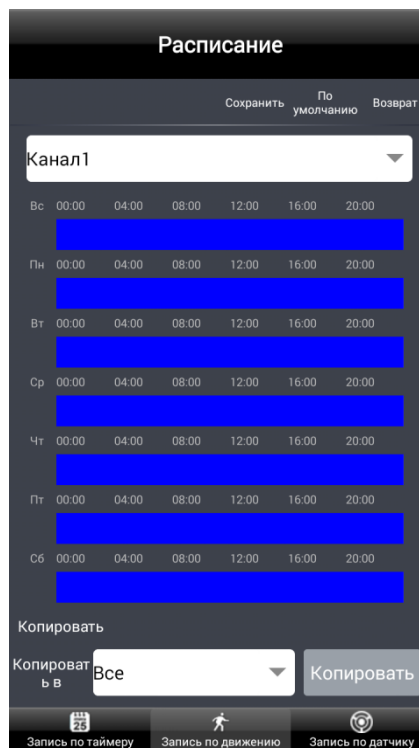 Расписание
Сохранить По умолчанию Возврат
Канал1
Вс 00:00 04:00 08:00 12:00 16:00 20:00
Пн 00:00 04:00 08:00 12:00 16:00 20:00
Вт 00:00 04:00 08:00 12:00 16:00 20:00
Ср 00:00 04:00 08:00 12:00 16:00 20:00
Чт 00:00 04:00 08:00 12:00 16:00 20:00
Пт 00:00 04:00 08:00 12:00 16:00 20:00
Сб 00:00 04:00 08:00 12:00 16:00 20:00
Копировать
Копироват
ь в
Все
Копировать
25
Запись по таймеру Запись по движению Запись по датчику